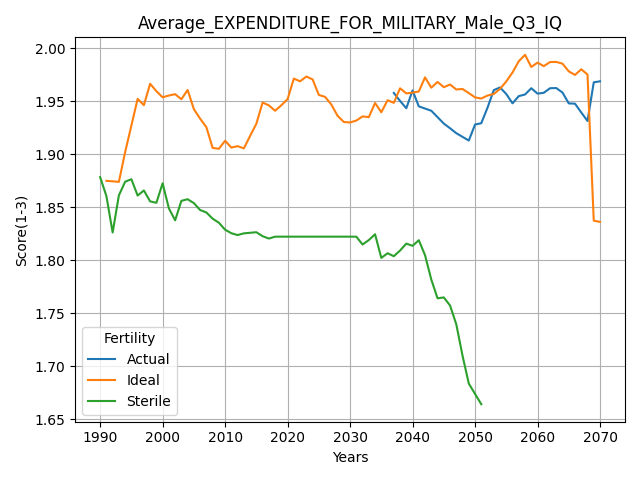 Average_EXPENDITURE_FOR_MILITARY_Male_Q3_IQ
2.00
1.95
1.90
1.85
1.80
1.75
1.70
1.65
Score(1-3)
Fertility
Actual
Ideal
Sterile
1990 2000 2010 2020 2030 2040 2050 2060 2070
Years